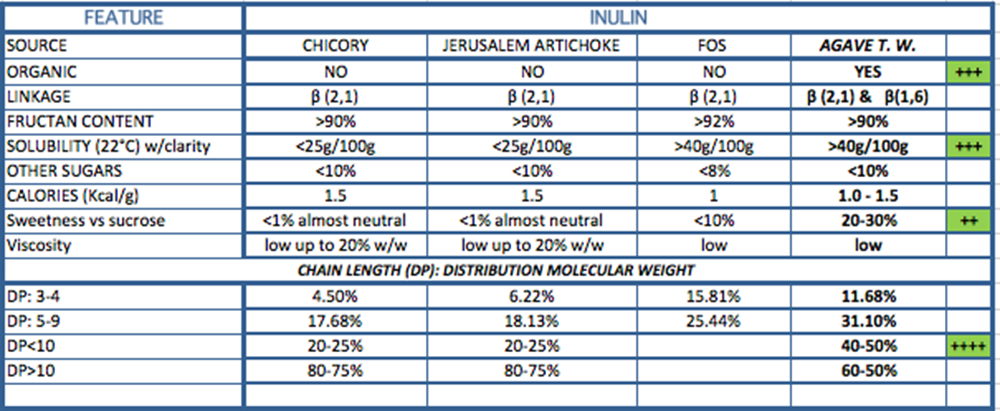 FEATURE INULIN
SOURCE CHICORY JERUSALEM ARTICHOKE FOS AGAVE T. W.
ORGANIC NO NO NO YES +++
LINKAGE β (2,1) β (2,1) β (2,1) β (2,1) & β(1,6)
FRUCTAN CONTENT >90% >90% >92% >90%
SOLUBILITY (22°C) w/clarity <25g/100g <25g/100g >40g/100g >40g/100g +++
OTHER SUGARS <10% <10% <8% <10%
CALORIES (Kcal/g) 1.5 1.5 1 1.0 - 1.5
Sweetness vs sucrose <1% almost neutral <1% almost neutral <10% 20-30% ++
Viscosity low up to 20% w/w low up to 20% w/w low low
CHAIN LENGTH (DP): DISTRIBUTION MOLECULAR WEIGHT
DP: 3-4 4.50% 6.22% 15.81% 11.68%
DP: 5-9 17.68% 18.13% 25.44% 31.10%
DP<10 20-25% 20-25% 40-50% ++++
DP>10 80-75% 80-75% 60-50%